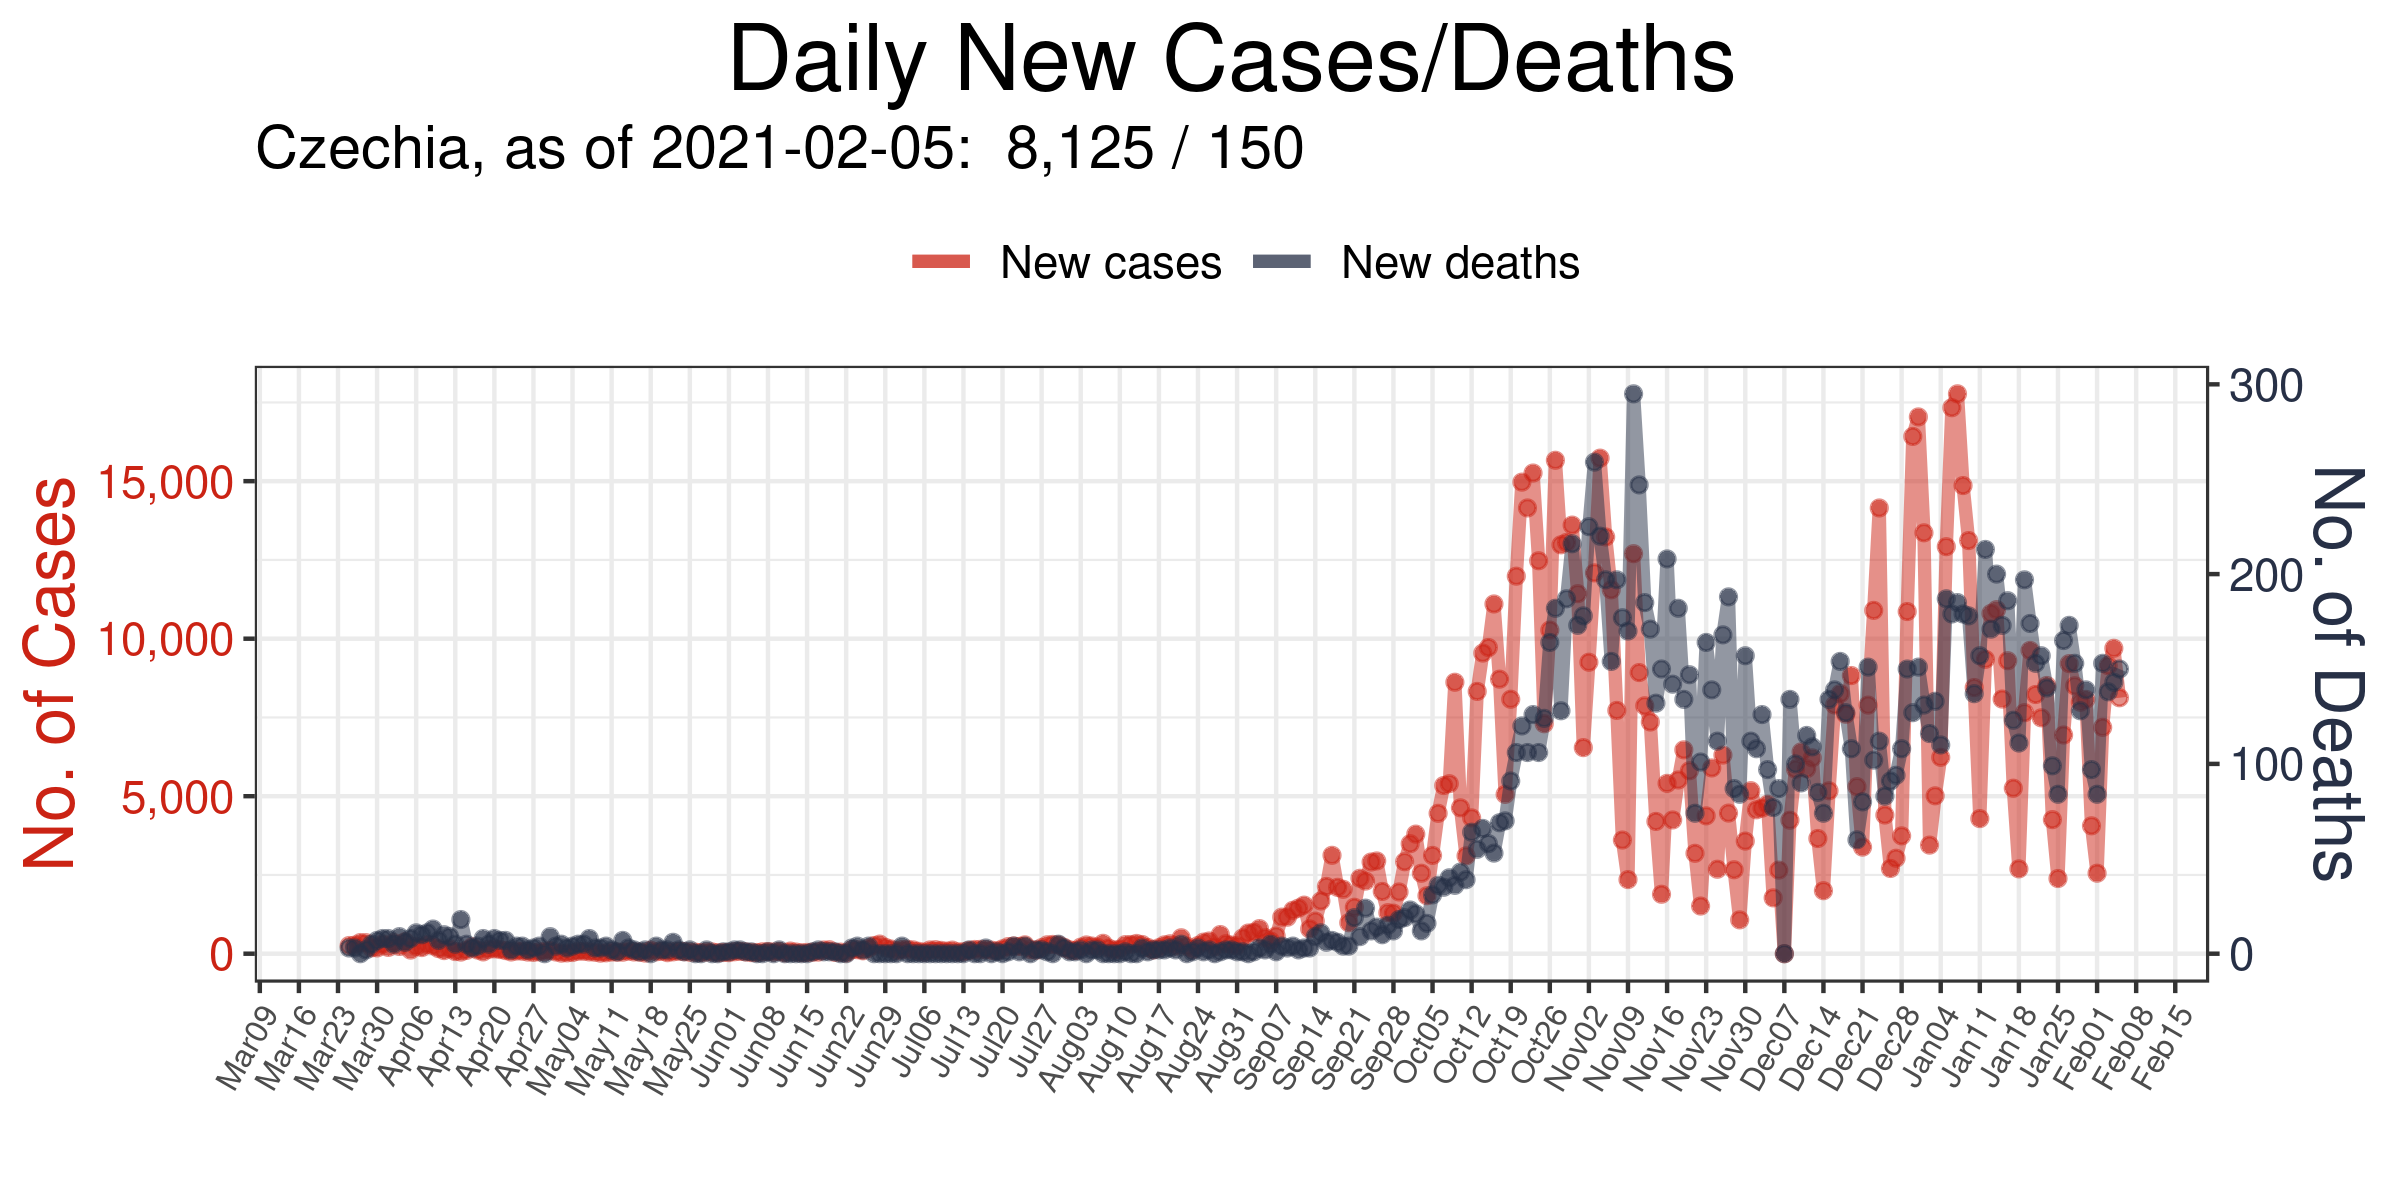 Daily New Cases/Deaths
Czechia, as of 2021-02-05:  8,125 / 150
New cases
New deaths
No. of Cases
15,000
10,000
5,000
0
300
200
100
0
No. of Deaths
Mar09
Mar16
Mar23
Mar30
Apr06
Apr13
Apr20
Apr27
May04
May11
May18
May25
Jun01
Jun08
Jun15
Jun22
Jun29
Jul06
Jul13
Jul20
Jul27
Aug03
Aug10
Aug17
Aug24
Aug31
Sep07
Sep14
Sep21
Sep28
Oct05
Oct12
Oct19
Oct26
Nov02
Nov09
Nov16
Nov23
Nov30
Dec07
Dec14
Dec21
Dec28
Jan04
Jan11
Jan18
Jan25
Feb01
Feb08
Feb15